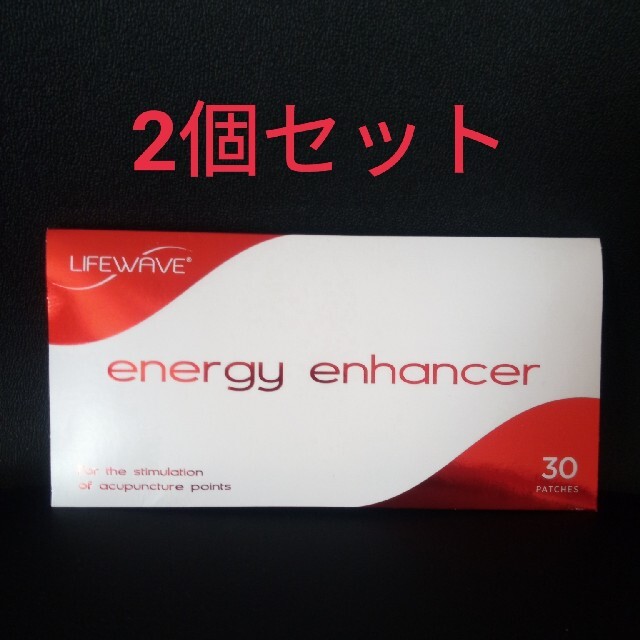 2個セット
LIFEWAVE®
energy enhancer
for the stimulation
of acupuncture points
30
PATCHES